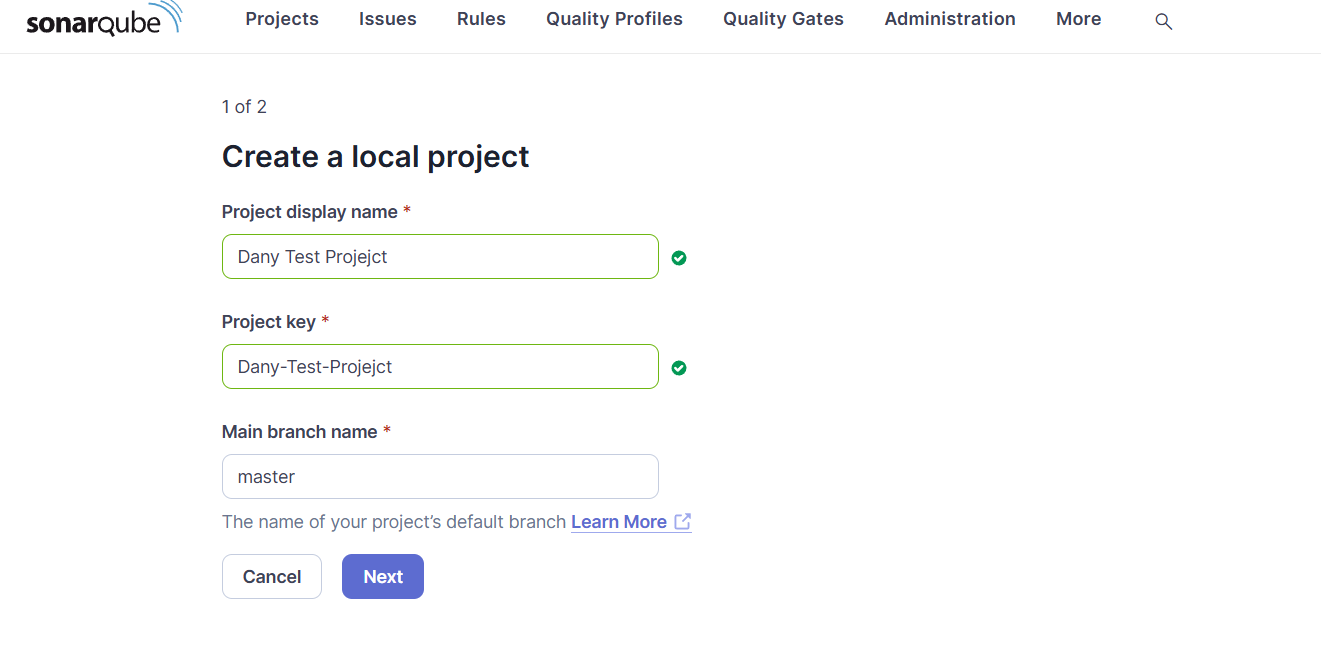 sonarqube Projects Issues Rules Quality Profiles Quality Gates Administration More
1 of 2
Create a local project
Project display name *
Dany Test Projejct
Project key *
Dany-Test-Projejct
Main branch name *
master
The name of your project’s default branch Learn More
Cancel Next